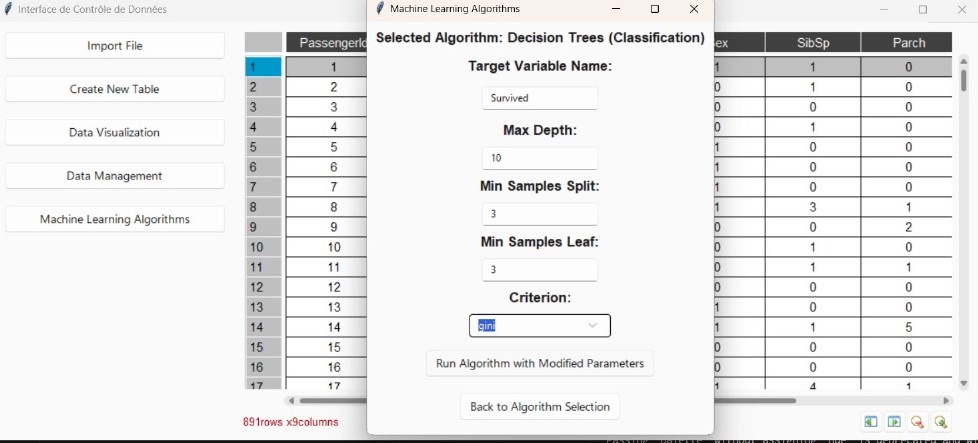 Interface de Contrôle de Données
Machine Learning Algorithms
Import File
Create New Table
Data Visualization
Data Management
Machine Learning Algorithms
Selected Algorithm: Decision Trees (Classification)
Target Variable Name:
Survived
Max Depth:
10
Min Samples Split:
3
Min Samples Leaf:
3
Criterion:
gini
Run Algorithm with Modified Parameters
Back to Algorithm Selection
PassengerId SibSp Parch
1 1 1 1 0
2 2 0 1 0
3 3 0 0 0
4 4 0 1 0
5 5 1 0 0
6 6 1 0 0
7 7 1 0 0
8 8 1 3 1
9 9 0 0 2
10 10 0 1 0
11 11 0 1 1
12 12 0 0 0
13 13 1 0 0
14 14 1 1 5
15 15 0 0 0
16 16 0 0 0
17 17 1 4 1
891rows x9columns